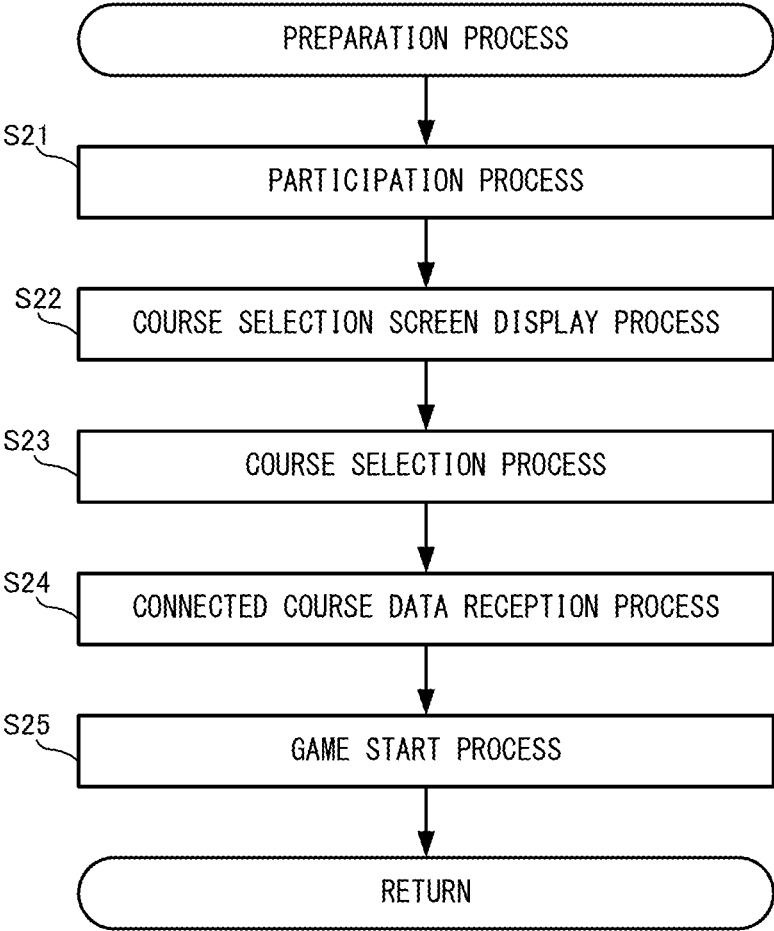 PREPARATION PROCESS
S21
PARTICIPATION PROCESS
S22
COURSE SELECTION SCREEN DISPLAY PROCESS
S23
COURSE SELECTION PROCESS
S24
CONNECTED COURSE DATA RECEPTION PROCESS
S25
GAME START PROCESS
RETURN